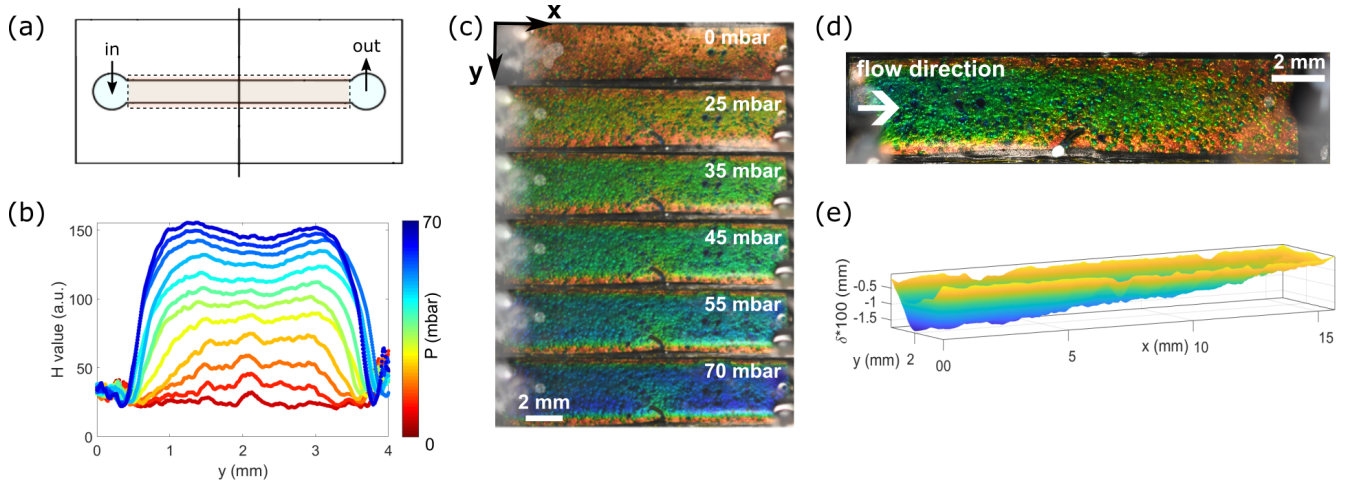 (a)
in
out
(b)
H value (a.u.)
150
100
50
0
0
1
2
3
4
y (mm)
70
P (mbar)
0
(c)
x
y
0 mbar
25 mbar
35 mbar
45 mbar
55 mbar
70 mbar
2 mm
(d)
flow direction
2 mm
(e)
δ*100 (mm)
-0.5
-1
-1.5
y (mm)
2
00
5
x (mm)
10
15